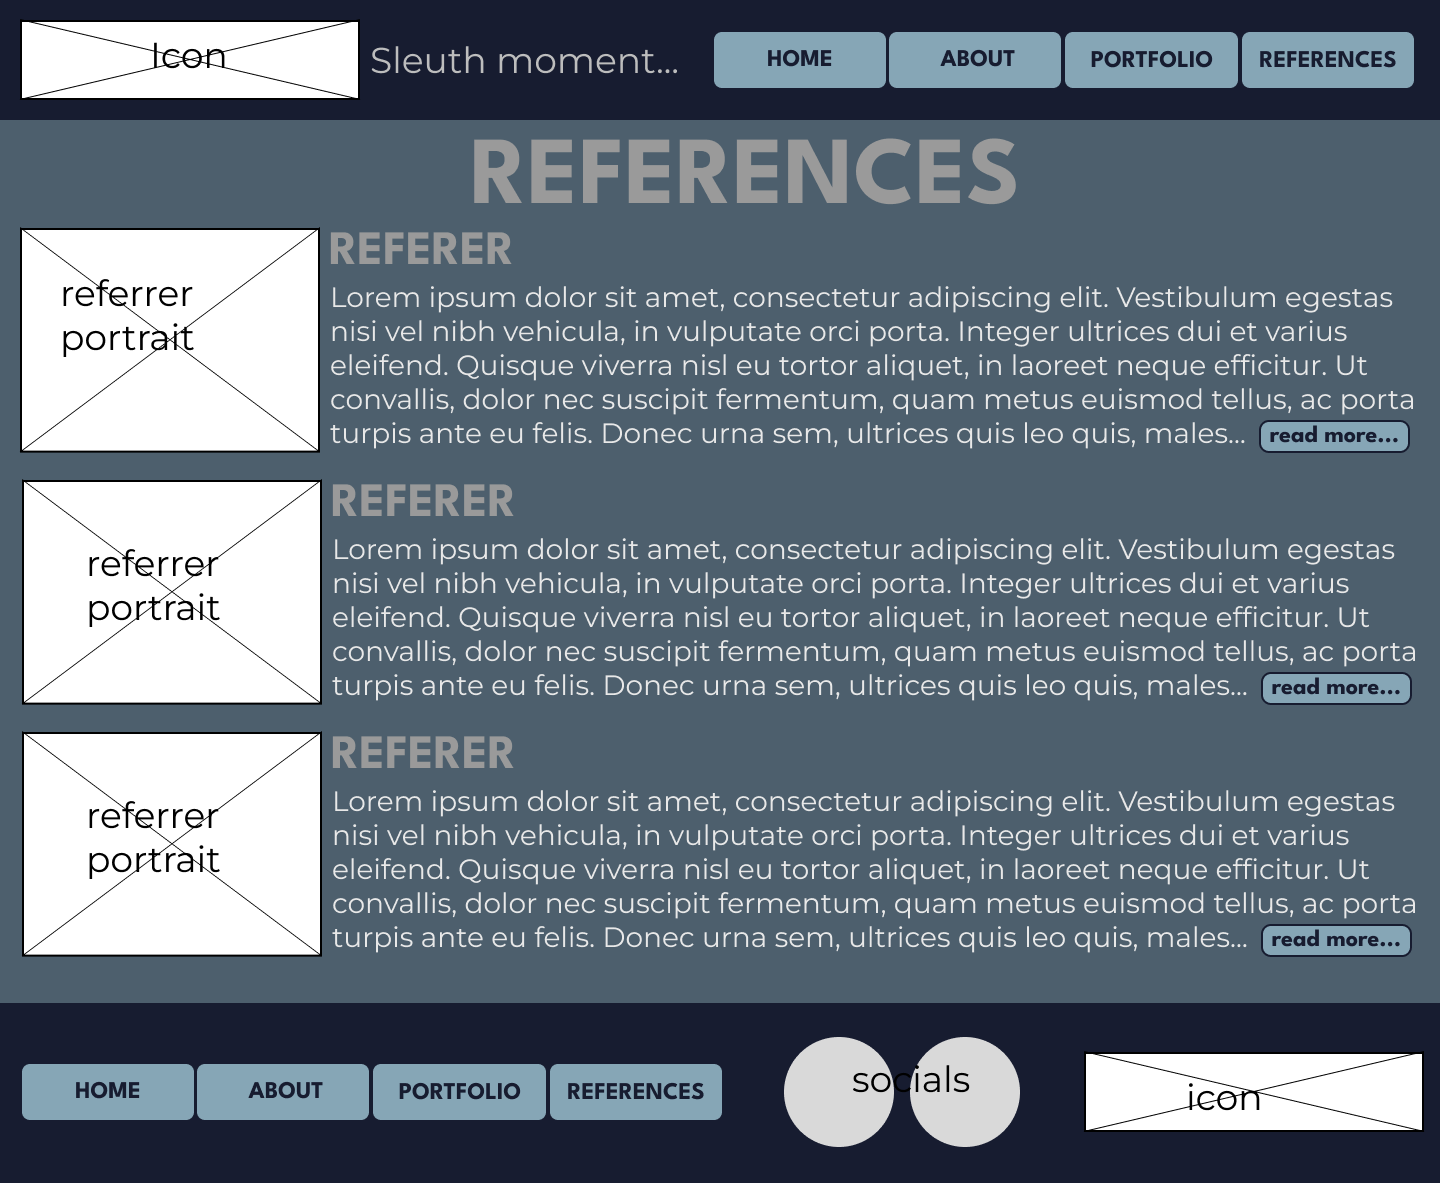 Icon
Sleuth moment...
HOME
ABOUT
PORTFOLIO
REFERENCES
REFERENCES
referrer
portrait
REFERER
Lorem ipsum dolor sit amet, consectetur adipiscing elit. Vestibulum egestas
nisi vel nibh vehicula, in vulputate orci porta. Integer ultrices dui et varius
eleifend. Quisque viverra nisl eu tortor aliquet, in laoreet neque efficitur. Ut
convallis, dolor nec suscipit fermentum, quam metus euismod tellus, ac porta
turpis ante eu felis. Donec urna sem, ultrices quis leo quis, males...
read more...
referrer
portrait
REFERER
Lorem ipsum dolor sit amet, consectetur adipiscing elit. Vestibulum egestas
nisi vel nibh vehicula, in vulputate orci porta. Integer ultrices dui et varius
eleifend. Quisque viverra nisl eu tortor aliquet, in laoreet neque efficitur. Ut
convallis, dolor nec suscipit fermentum, quam metus euismod tellus, ac porta
turpis ante eu felis. Donec urna sem, ultrices quis leo quis, males...
read more...
referrer
portrait
REFERER
Lorem ipsum dolor sit amet, consectetur adipiscing elit. Vestibulum egestas
nisi vel nibh vehicula, in vulputate orci porta. Integer ultrices dui et varius
eleifend. Quisque viverra nisl eu tortor aliquet, in laoreet neque efficitur. Ut
convallis, dolor nec suscipit fermentum, quam metus euismod tellus, ac porta
turpis ante eu felis. Donec urna sem, ultrices quis leo quis, males...
read more...
HOME
ABOUT
PORTFOLIO
REFERENCES
socials
icon